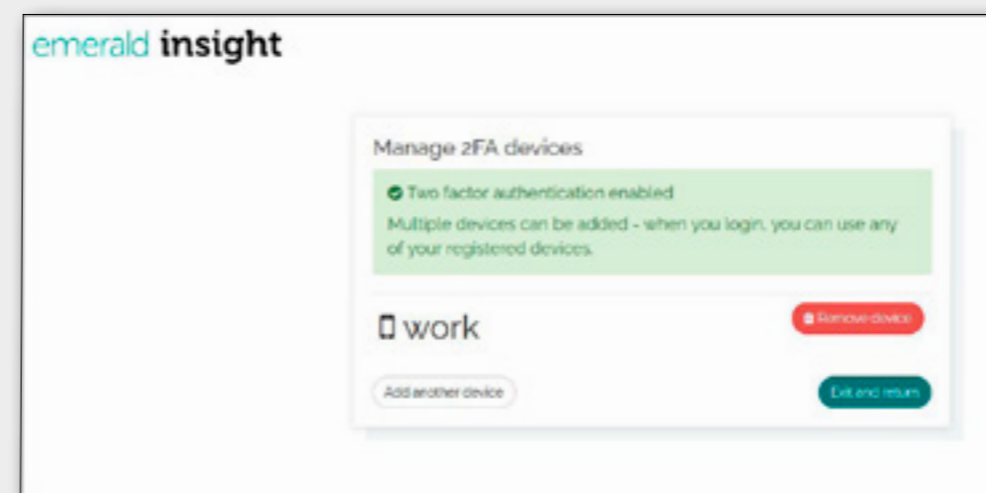 emerald insight
Manage 2FA devices
Two factor authentication enabled
Multiple devices can be added - when you login, you can use any
of your registered devices.
work
Remove device
Add another device
Exit and return